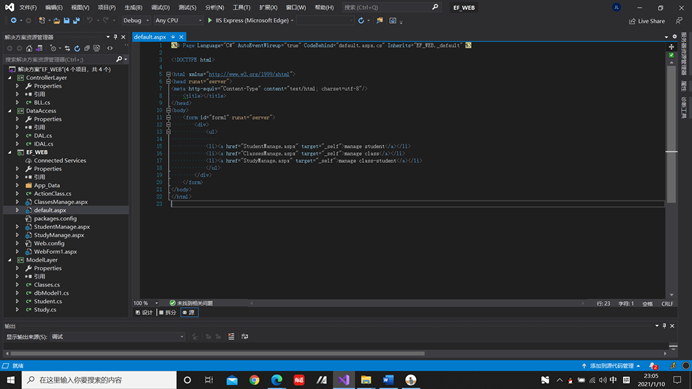 文件(F) 编辑(E) 视图(V) 项目(P) 生成(B) 调试(D) 测试(S) 分析(N) 工具(T) 扩展(X) 窗口(W) 帮助(H) 搜索 (Ctrl+Q) EF_WEB
Debug Any CPU IIS Express (Microsoft Edge) Live Share
解决方案资源管理器
搜索解决方案资源管理器(Ctrl+;)
解决方案"EF_WEB"(4 个项目, 共 4 个)
ControllerLayer
Properties
引用
BLL.cs
DataAccess
Properties
引用
DAL.cs
IDAL.cs
EF_WEB
Connected Services
Properties
引用
App_Data
ActionClass.cs
ClassesManage.aspx
default.aspx
packages.config
StudentManage.aspx
StudyManage.aspx
Web.config
WebForm1.aspx
ModelLayer
Properties
引用
Classes.cs
dbModel1.cs
Student.cs
Study.cs
default.aspx
1 <%@ Page Language="C#" AutoEventWireup="true" CodeBehind="default.aspx.cs" Inherits="EF_WEB._default" %>
2
3 <!DOCTYPE html>
4
5 <html xmlns="http://www.w3.org/1999/xhtml">
6 <head runat="server">
7 <meta http-equiv="Content-Type" content="text/html; charset=utf-8"/>
8 <title></title>
9 </head>
10 <body>
11 <form id="form1" runat="server">
12 <div>
13 <ul>
14
15 <li><a href="StudentManage.aspx" target="_self">manage student</a></li>
16 <li><a href="ClassesManage.aspx" target="_self">manage class</a></li>
17 <li><a href="StudyManage.aspx" target="_self">manage class-student</a></li>
18 </ul>
19 </div>
20 </form>
21 </body>
22 </html>
23
100 % 未找到相关问题 行: 23 字符: 1 空格 CRLF
设计 拆分 源
输出
显示输出来源(S): 调试
就绪 添加到源代码管理
在这里输入你要搜索的内容 中 23:05
2021/1/10